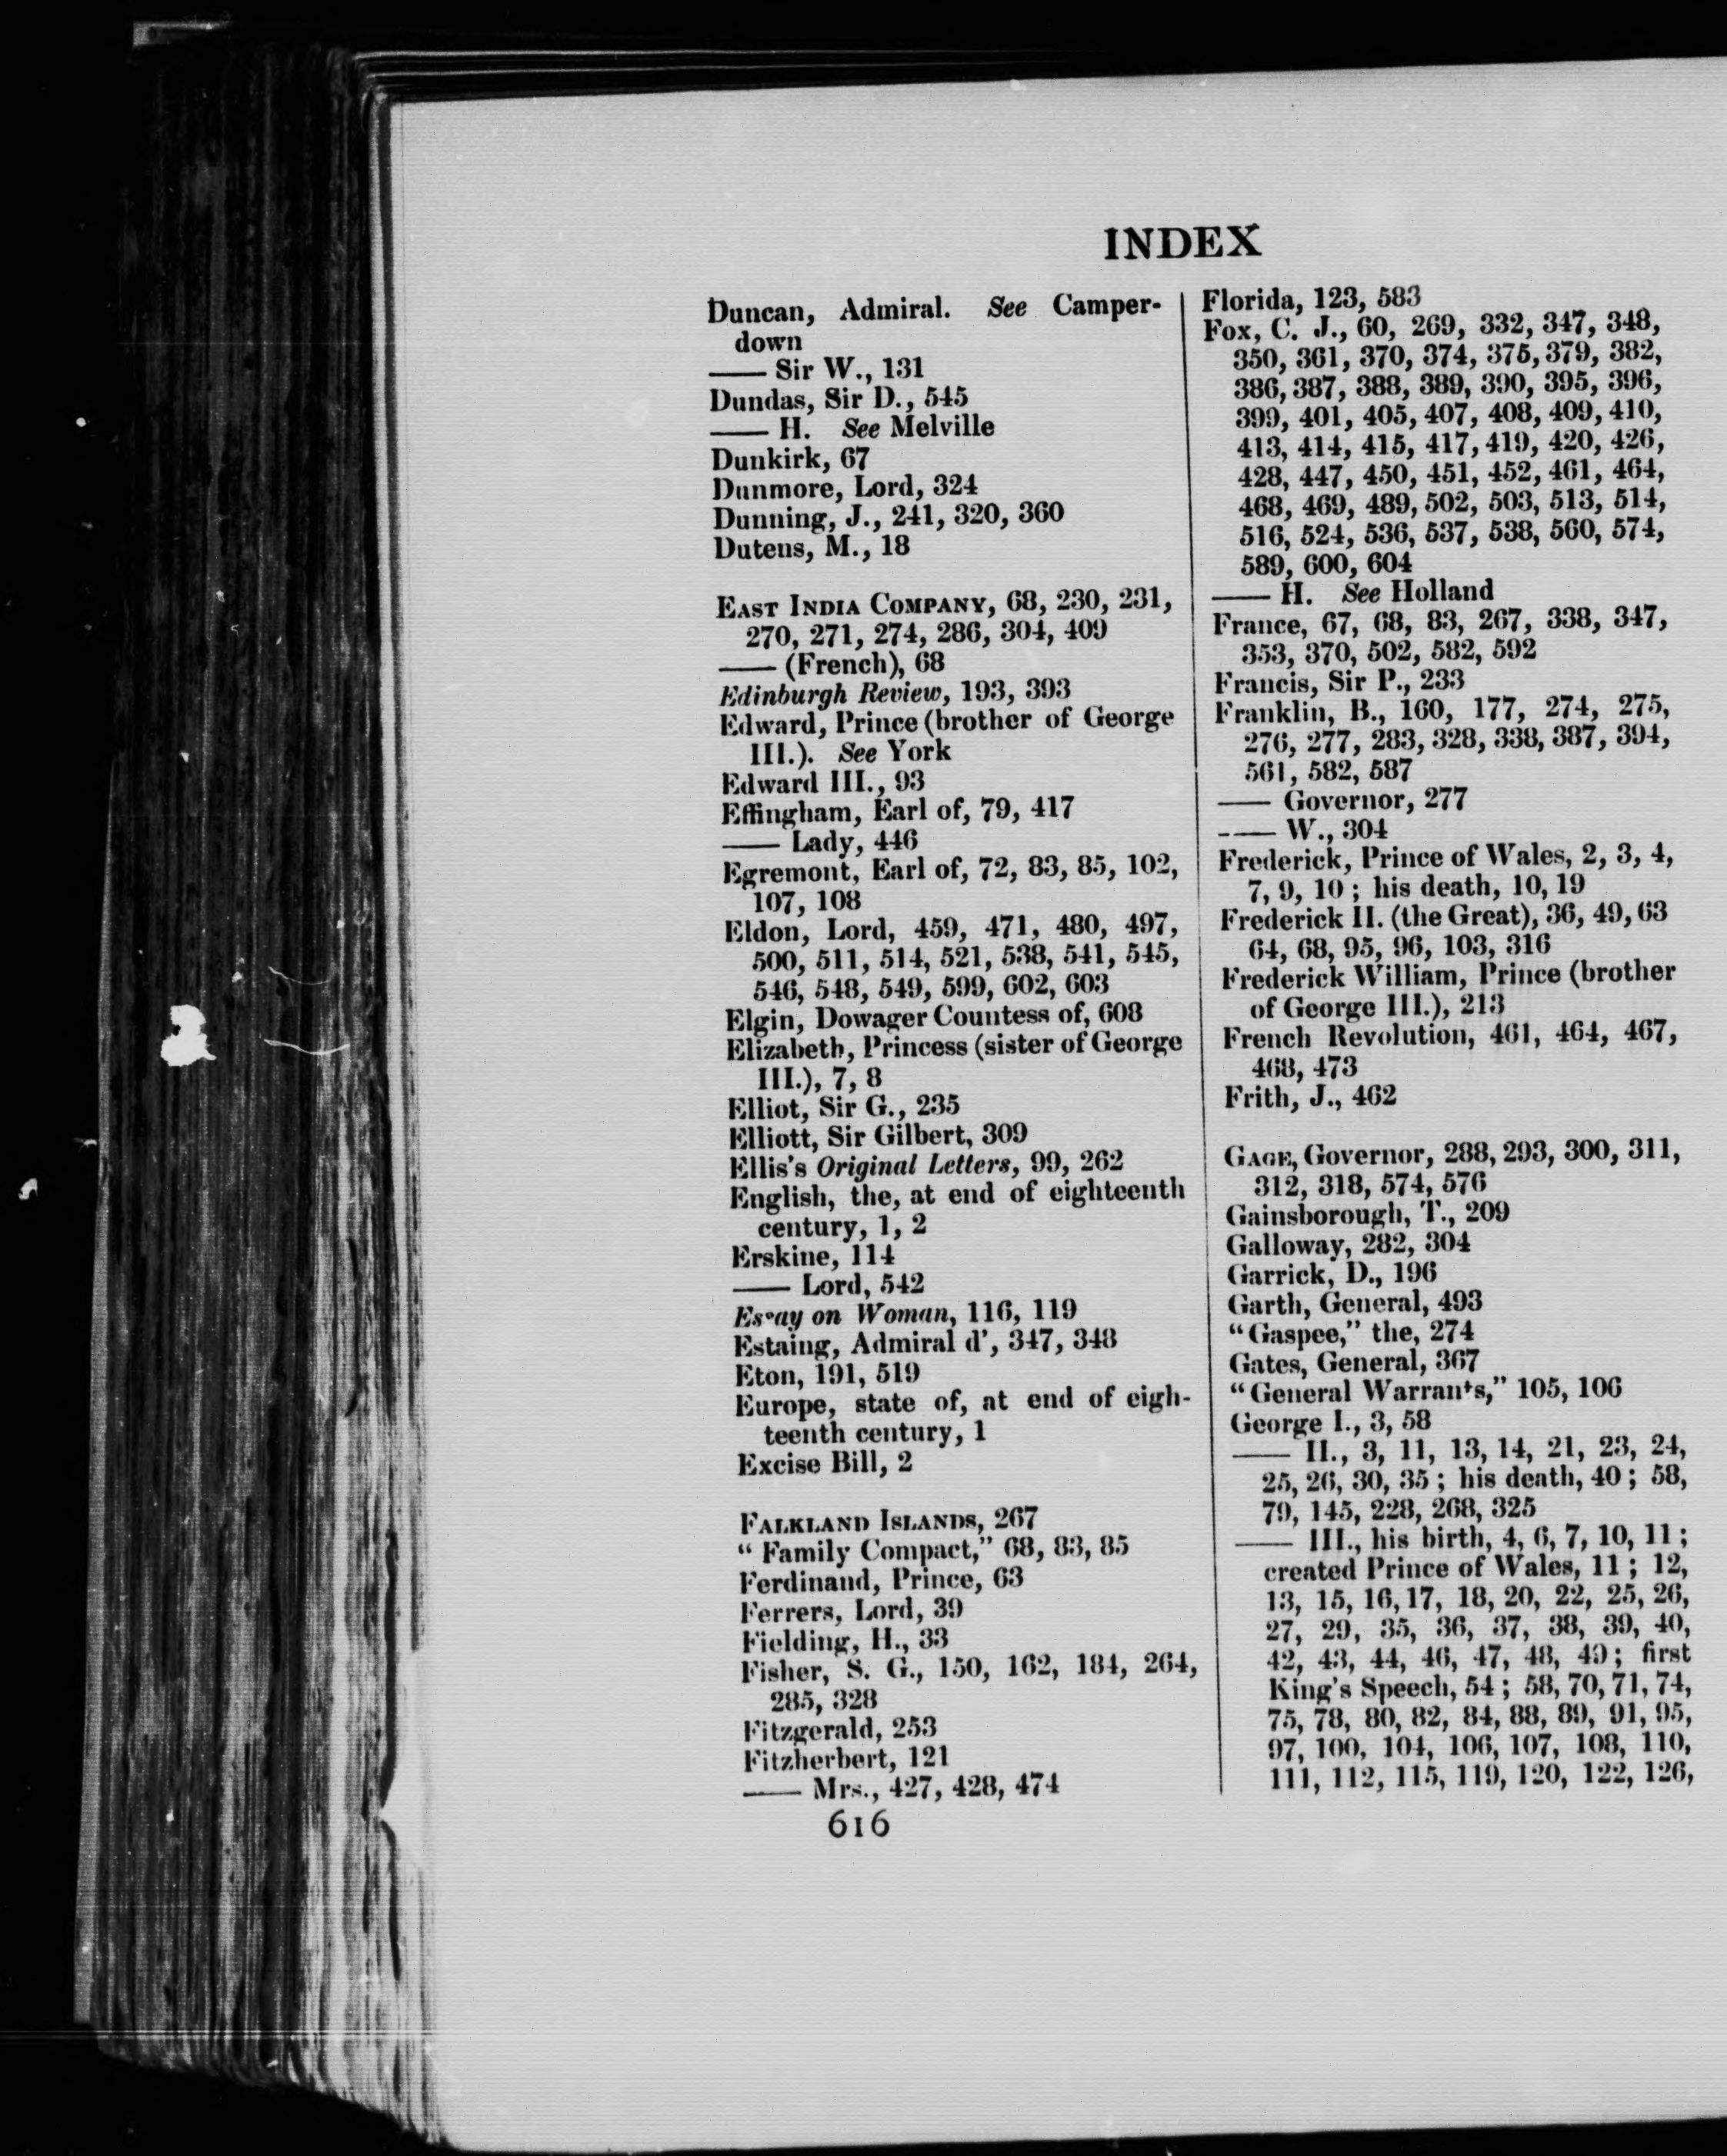 INDEX
Duncan, Admiral. See Camper-
down
—— Sir W., 131
Dundas, Sir D., 545
—— H. See Melville
Dunkirk, 67
Dunmore, Lord, 324
Dunning, J., 241, 320, 360
Dutens, M., 18
EAST INDIA COMPANY, 68, 230, 231,
270, 271, 274, 286, 304, 409
—— (French), 68
Edinburgh Review, 193, 393
Edward, Prince (brother of George
III.). See York
Edward III., 93
Effingham, Earl of, 79, 417
—— Lady, 446
Egremont, Earl of, 72, 83, 85, 102,
107, 108
Eldon, Lord, 459, 471, 480, 497,
500, 511, 514, 521, 538, 541, 545,
546, 548, 549, 599, 602, 603
Elgin, Dowager Countess of, 608
Elizabeth, Princess (sister of George
III.), 7, 8
Elliot, Sir G., 235
Elliott, Sir Gilbert, 309
Ellis's Original Letters, 99, 262
English, the, at end of eighteenth
century, 1, 2
Erskine, 114
—— Lord, 542
Essay on Woman, 116, 119
Estaing, Admiral d', 347, 348
Eton, 191, 519
Europe, state of, at end of eigh-
teenth century, 1
Excise Bill, 2
FALKLAND ISLANDS, 267
"Family Compact," 68, 83, 85
Ferdinand, Prince, 63
Ferrers, Lord, 39
Fielding, H., 33
Fisher, S. G., 150, 162, 184, 264,
285, 328
Fitzgerald, 253
Fitzherbert, 121
—— Mrs., 427, 428, 474
616
Florida, 123, 583
Fox, C. J., 60, 269, 332, 347, 348,
350, 361, 370, 374, 375, 379, 382,
386, 387, 388, 389, 390, 395, 396,
399, 401, 405, 407, 408, 409, 410,
413, 414, 415, 417, 419, 420, 426,
428, 447, 450, 451, 452, 461, 464,
468, 469, 489, 502, 503, 513, 514,
516, 524, 536, 537, 538, 560, 574,
589, 600, 604
—— H. See Holland
France, 67, 68, 83, 267, 338, 347,
353, 370, 502, 582, 592
Francis, Sir P., 233
Franklin, B., 160, 177, 274, 275,
276, 277, 283, 328, 338, 387, 394,
561, 582, 587
—— Governor, 277
—— W., 304
Frederick, Prince of Wales, 2, 3, 4,
7, 9, 10; his death, 10, 19
Frederick II. (the Great), 36, 49, 63
64, 68, 95, 96, 103, 316
Frederick William, Prince (brother
of George III.), 213
French Revolution, 461, 464, 467,
468, 473
Frith, J., 462
GAGE, Governor, 288, 293, 300, 311,
312, 318, 574, 576
Gainsborough, T., 209
Galloway, 282, 304
Garrick, D., 196
Garth, General, 493
"Gaspee," the, 274
Gates, General, 367
"General Warrants," 105, 106
George I., 3, 58
—— II., 3, 11, 13, 14, 21, 23, 24,
25, 26, 30, 35; his death, 40; 58,
79, 145, 228, 268, 325
—— III., his birth, 4, 6, 7, 10, 11;
created Prince of Wales, 11; 12,
13, 15, 16, 17, 18, 20, 22, 25, 26,
27, 29, 35, 36, 37, 38, 39, 40,
42, 43, 44, 46, 47, 48, 49; first
King's Speech, 54; 58, 70, 71, 74,
75, 78, 80, 82, 84, 88, 89, 91, 95,
97, 100, 104, 106, 107, 108, 110,
111, 112, 115, 119, 120, 122, 126,